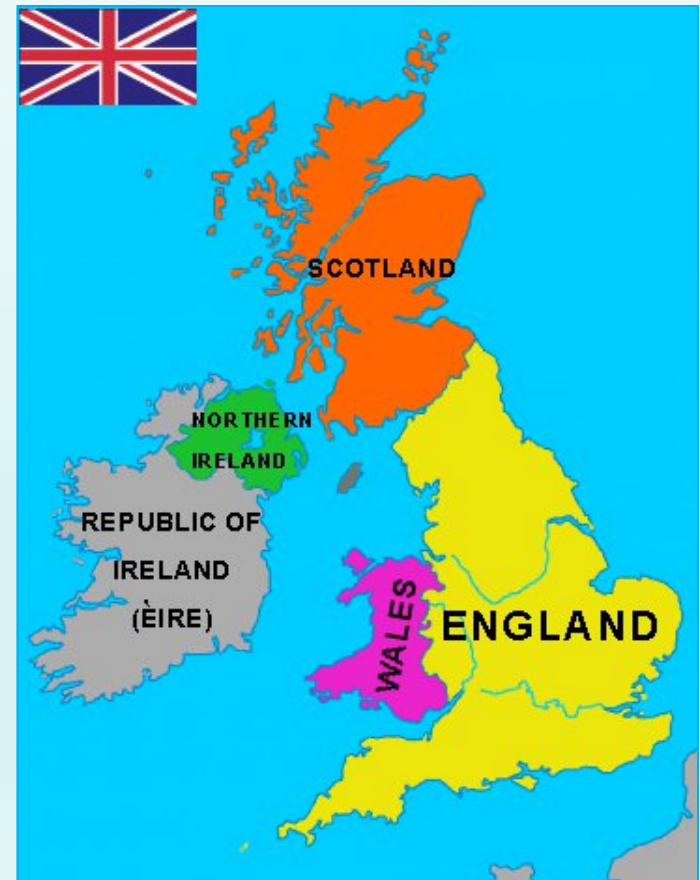 SCOTLAND
NORTHERN
IRELAND
REPUBLIC OF
IRELAND
(ÈIRE)
WALES
ENGLAND